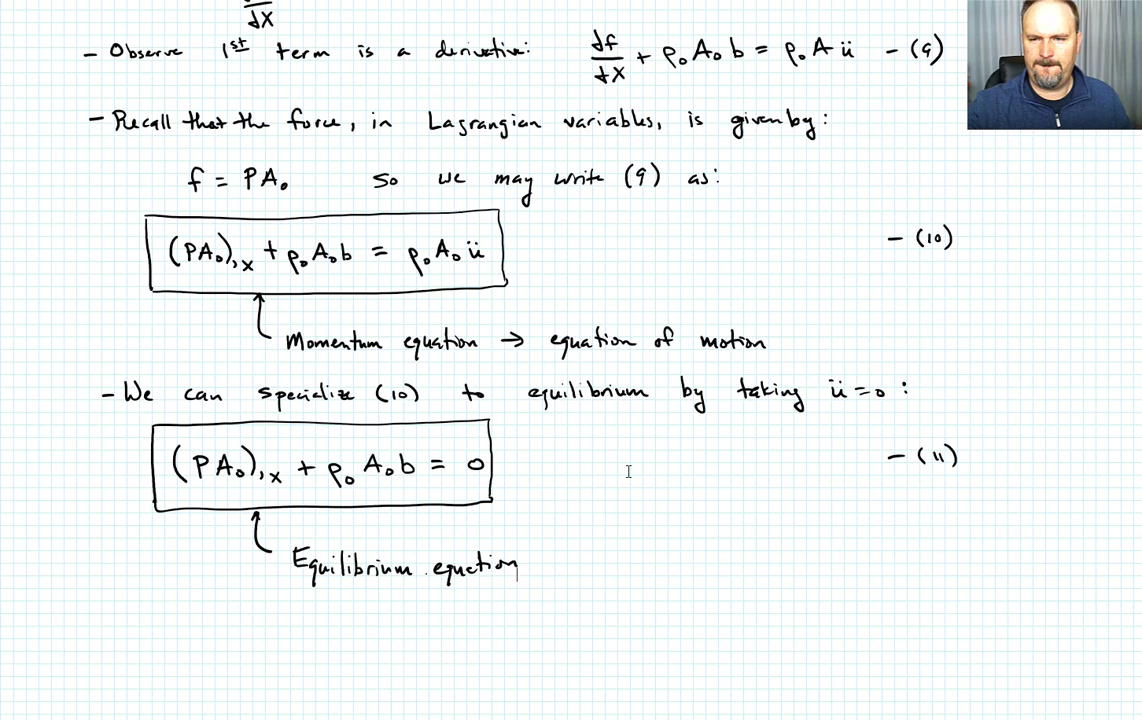 dX
- Observe 1st term is a derivative: df/dX + ρ₀A₀b = ρ₀Aü - (9)
- Recall that the force, in Lagrangian variables, is given by:
f = PA₀ so we may write (9) as:
(PA₀),x + ρ₀A₀b = ρ₀A₀ü - (10)
Momentum equation → equation of motion
- We can specialize (10) to equilibrium by taking ü=0:
(PA₀),x + ρ₀A₀b = 0 - (11)
Equilibrium equction